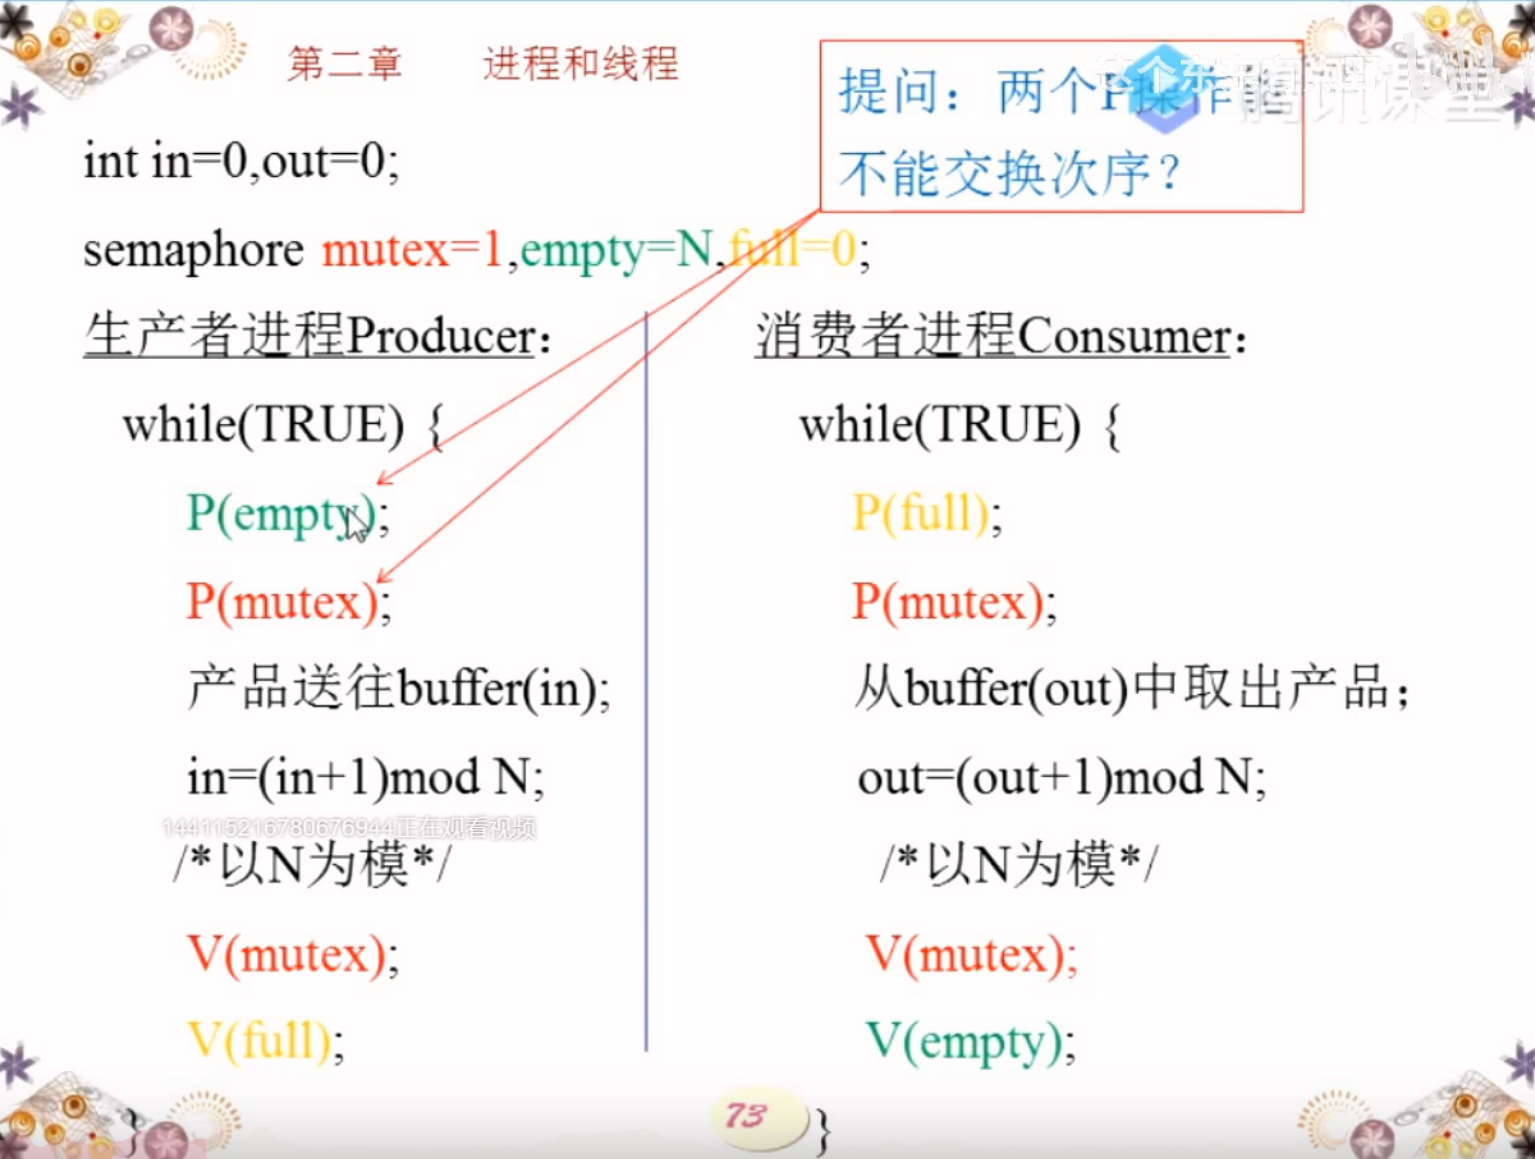 第二章 进程和线程
提问：两个P操作能
不能交换次序？
int in=0,out=0;
semaphore mutex=1,empty=N,full=0;
生产者进程Producer：
while(TRUE) {
P(empty);
P(mutex);
产品送往buffer(in);
in=(in+1)mod N;
/*以N为模*/
V(mutex);
V(full);
}
消费者进程Consumer：
while(TRUE) {
P(full);
P(mutex);
从buffer(out)中取出产品；
out=(out+1)mod N;
/*以N为模*/
V(mutex);
V(empty);
}
144115216780676944正在观看视频
腾讯课堂
73